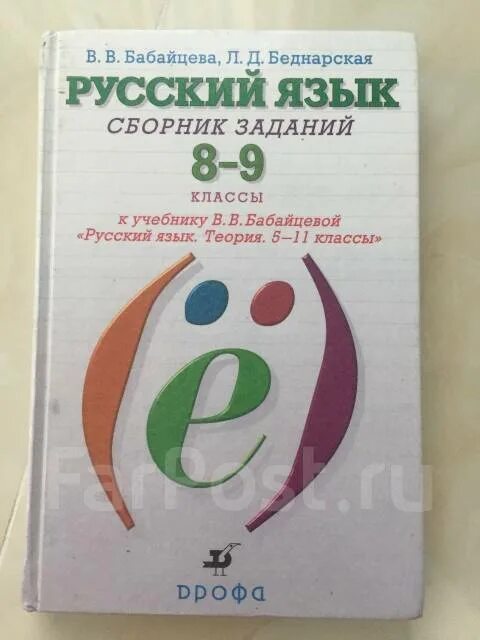 В. В. Бабайцева, Л. Д. Беднарская
РУССКИЙ ЯЗЫК
СБОРНИК ЗАДАНИЙ
8–9
КЛАССЫ
к учебнику В. В. Бабайцевой
«Русский язык. Теория. 5–11 классы»
(ё)
FarPost.ru
ДРОФА